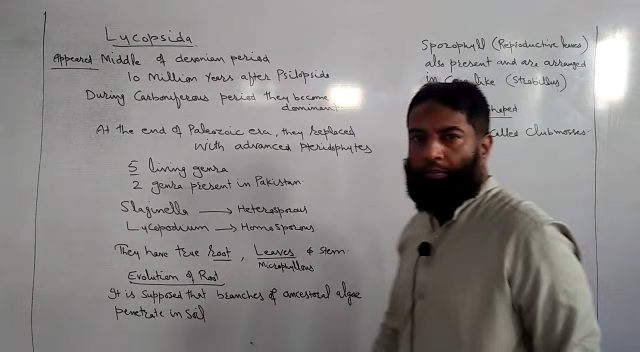 Lycopsida
Appeared Middle of devonian period
10 Million Years after Psilopsida
During Carboniferous period they become
dominant
At the end of Paleozoic era, they replaced
with advanced pteridophytes
5 living genra
2 genra present in Pakistan
Slaginella → Heterosporous
Lycopodium → Homosporous
They have true root, Leaves & stem
Microphyllous
Evolution of Root
It is supposed that branches of ancestoral algae
penetrate in soil
Sporophyll (Reproductive leaves)
also present and are arranged
in Cone like (Strobillus)
shaped
called Clubmosses